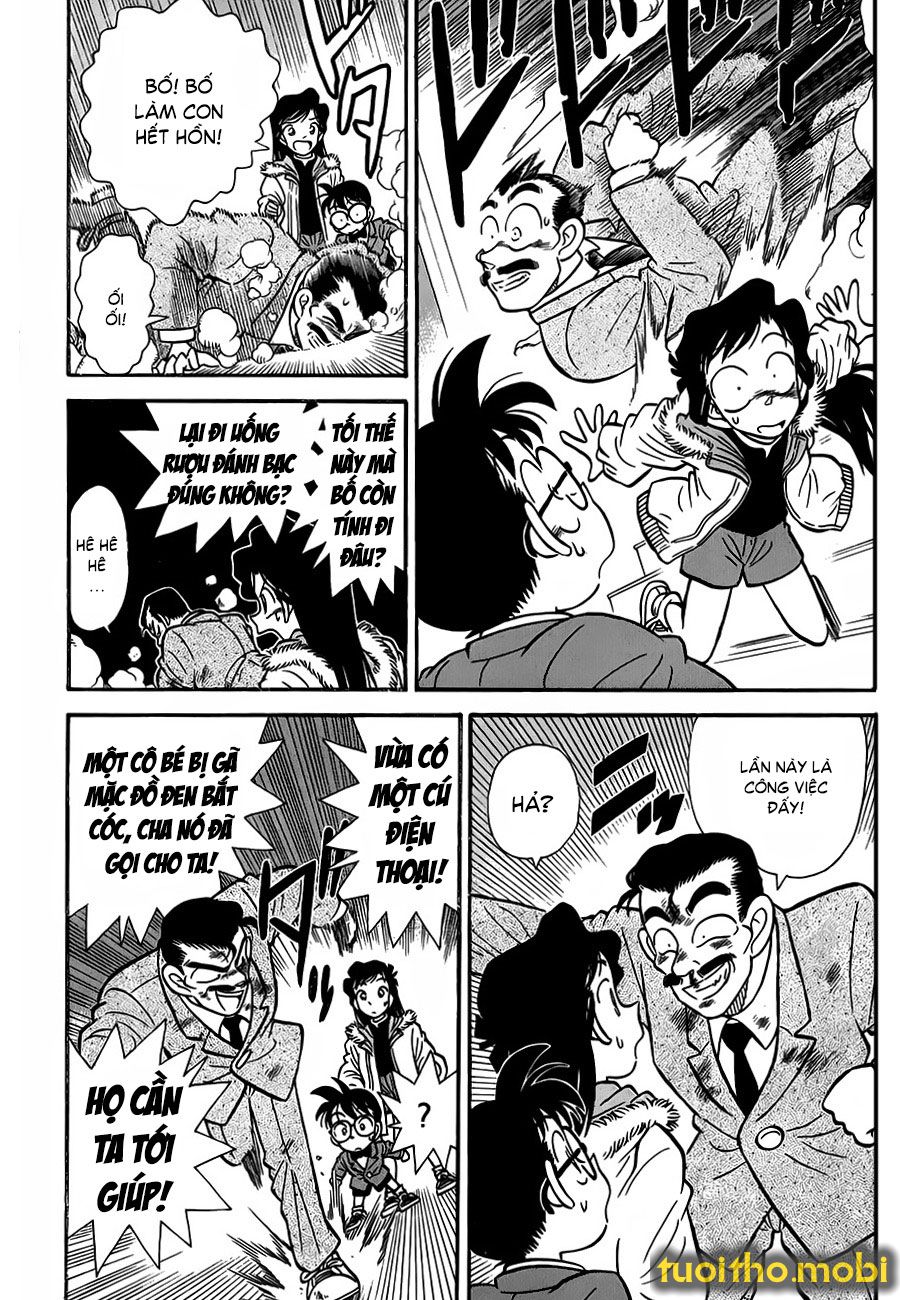 BỐ! BỐ
LÀM CON
HẾT HỒN!
ỐI
ỐI!
TỐI THẾ
NÀY MÀ
BỐ CÒN
TÍNH ĐI
ĐÂU?
LẠI ĐI UỐNG
RƯỢU ĐÁNH BẠC
ĐÚNG KHÔNG?
HÊ HÊ
HÊ
...
LẦN NÀY LÀ
CÔNG VIỆC
ĐẤY!
HẢ?
VỪA CÓ
MỘT CÚ
ĐIỆN
THOẠI!
MỘT CÔ BÉ BỊ GÃ
MẶC ĐỒ ĐEN BẮT
CÓC, CHA NÓ ĐÃ
GỌI CHO TA!
?
HỌ CẦN
TA TỚI
GIÚP!
tuoitho.mobi